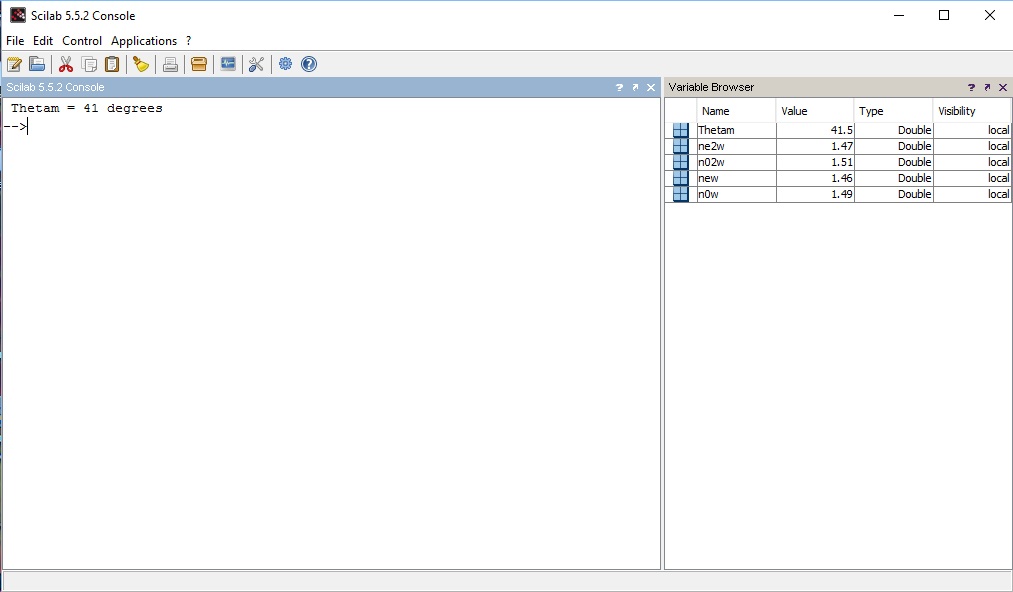 Scilab 5.5.2 Console
File Edit Control Applications ?
Scilab 5.5.2 Console
Thetam = 41 degrees
-->
Variable Browser
Name Value Type Visibility
Thetam 41.5 Double local
ne2w 1.47 Double local
n02w 1.51 Double local
new 1.46 Double local
n0w 1.49 Double local